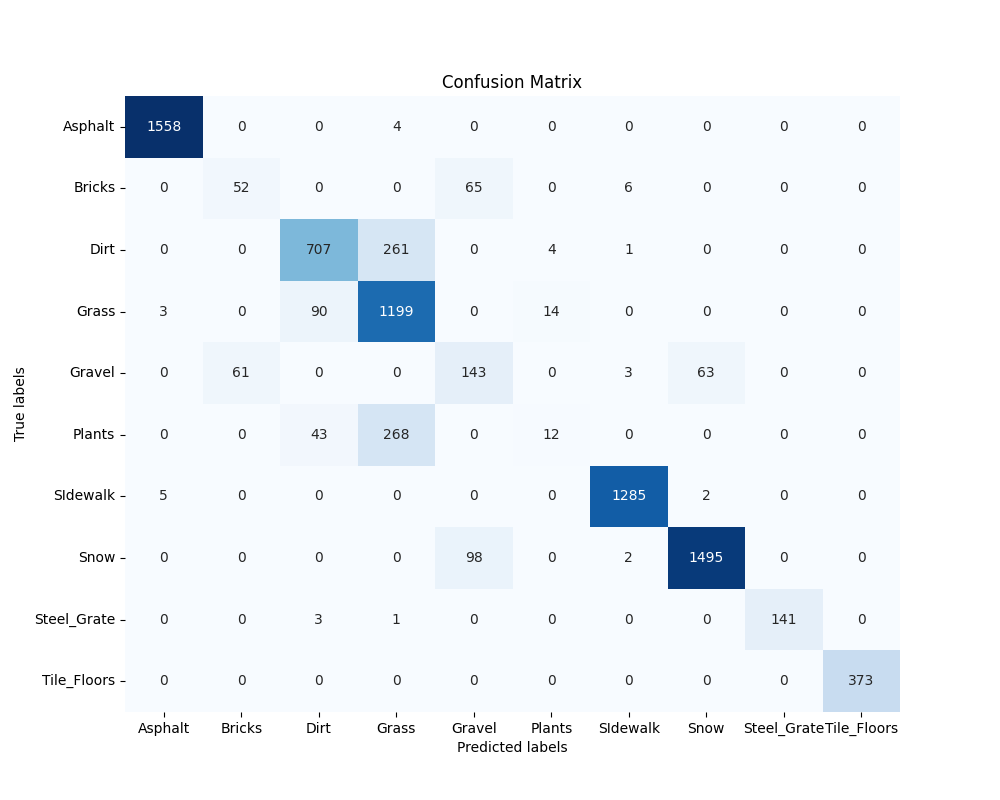 Confusion Matrix
Asphalt 1558 0 0 4 0 0 0 0 0 0
Bricks 0 52 0 0 65 0 6 0 0 0
Dirt 0 0 707 261 0 4 1 0 0 0
Grass 3 0 90 1199 0 14 0 0 0 0
Gravel 0 61 0 0 143 0 3 63 0 0
Plants 0 0 43 268 0 12 0 0 0 0
SIdewalk 5 0 0 0 0 0 1285 2 0 0
Snow 0 0 0 0 98 0 2 1495 0 0
Steel_Grate 0 0 3 1 0 0 0 0 141 0
Tile_Floors 0 0 0 0 0 0 0 0 0 373
Asphalt Bricks Dirt Grass Gravel Plants SIdewalk Snow Steel_Grate Tile_Floors
Predicted labels
True labels